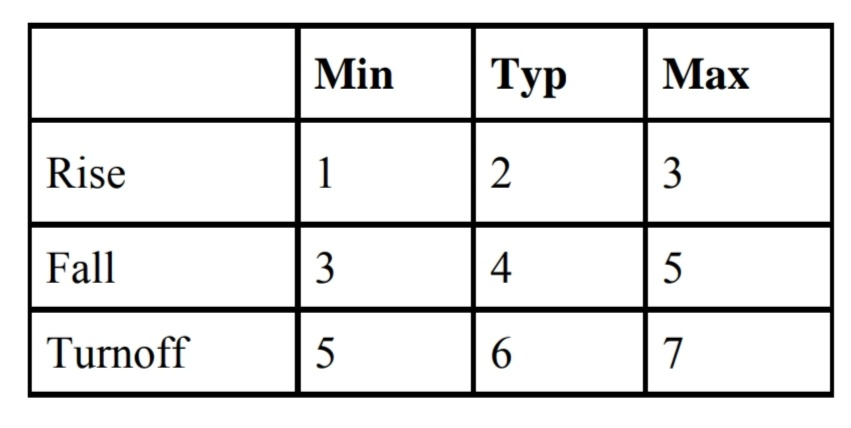 Min Typ Max
Rise 1 2 3
Fall 3 4 5
Turnoff 5 6 7